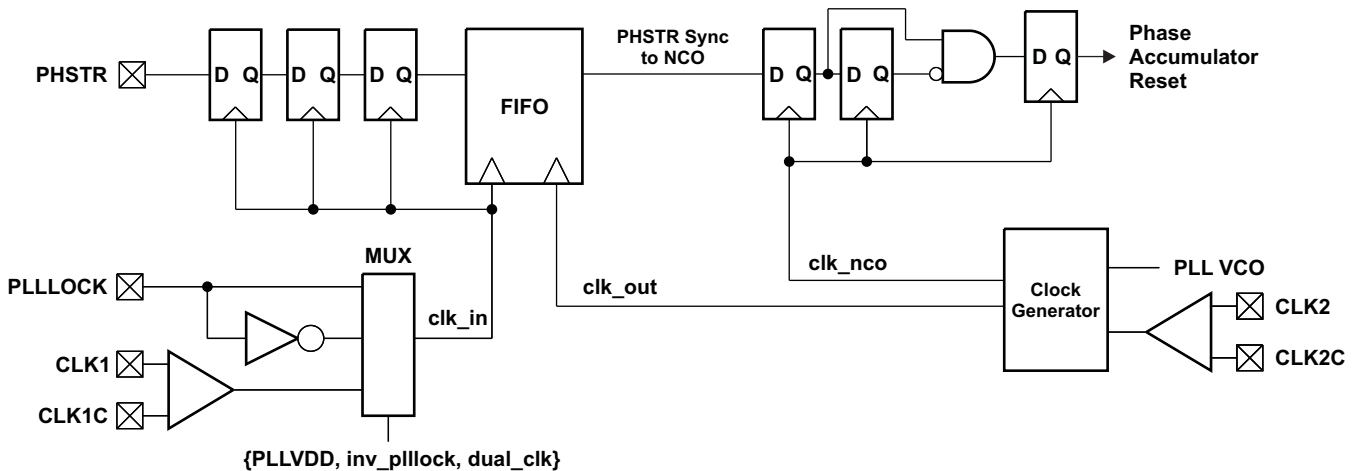 PHSTR
D Q
D Q
D Q
FIFO
PHSTR Sync
to NCO
D Q
D Q
D Q
Phase
Accumulator
Reset
PLLLOCK
MUX
clk_in
CLK1
CLK1C
{PLLVDD, inv_plllock, dual_clk}
clk_out
clk_nco
Clock
Generator
PLL VCO
CLK2
CLK2C